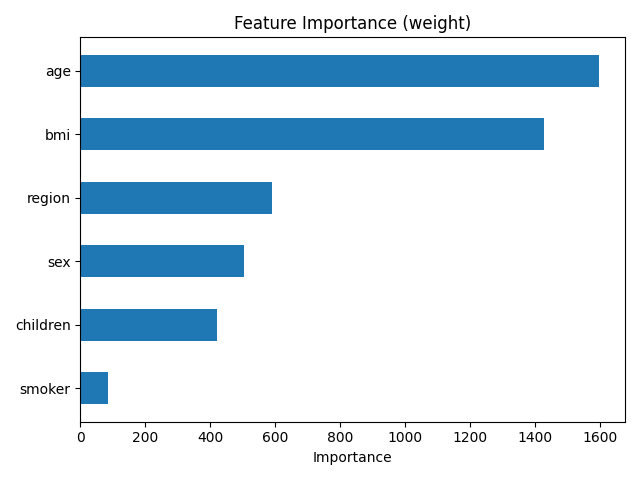 Feature Importance (weight)
age
bmi
region
sex
children
smoker
0 200 400 600 800 1000 1200 1400 1600
Importance